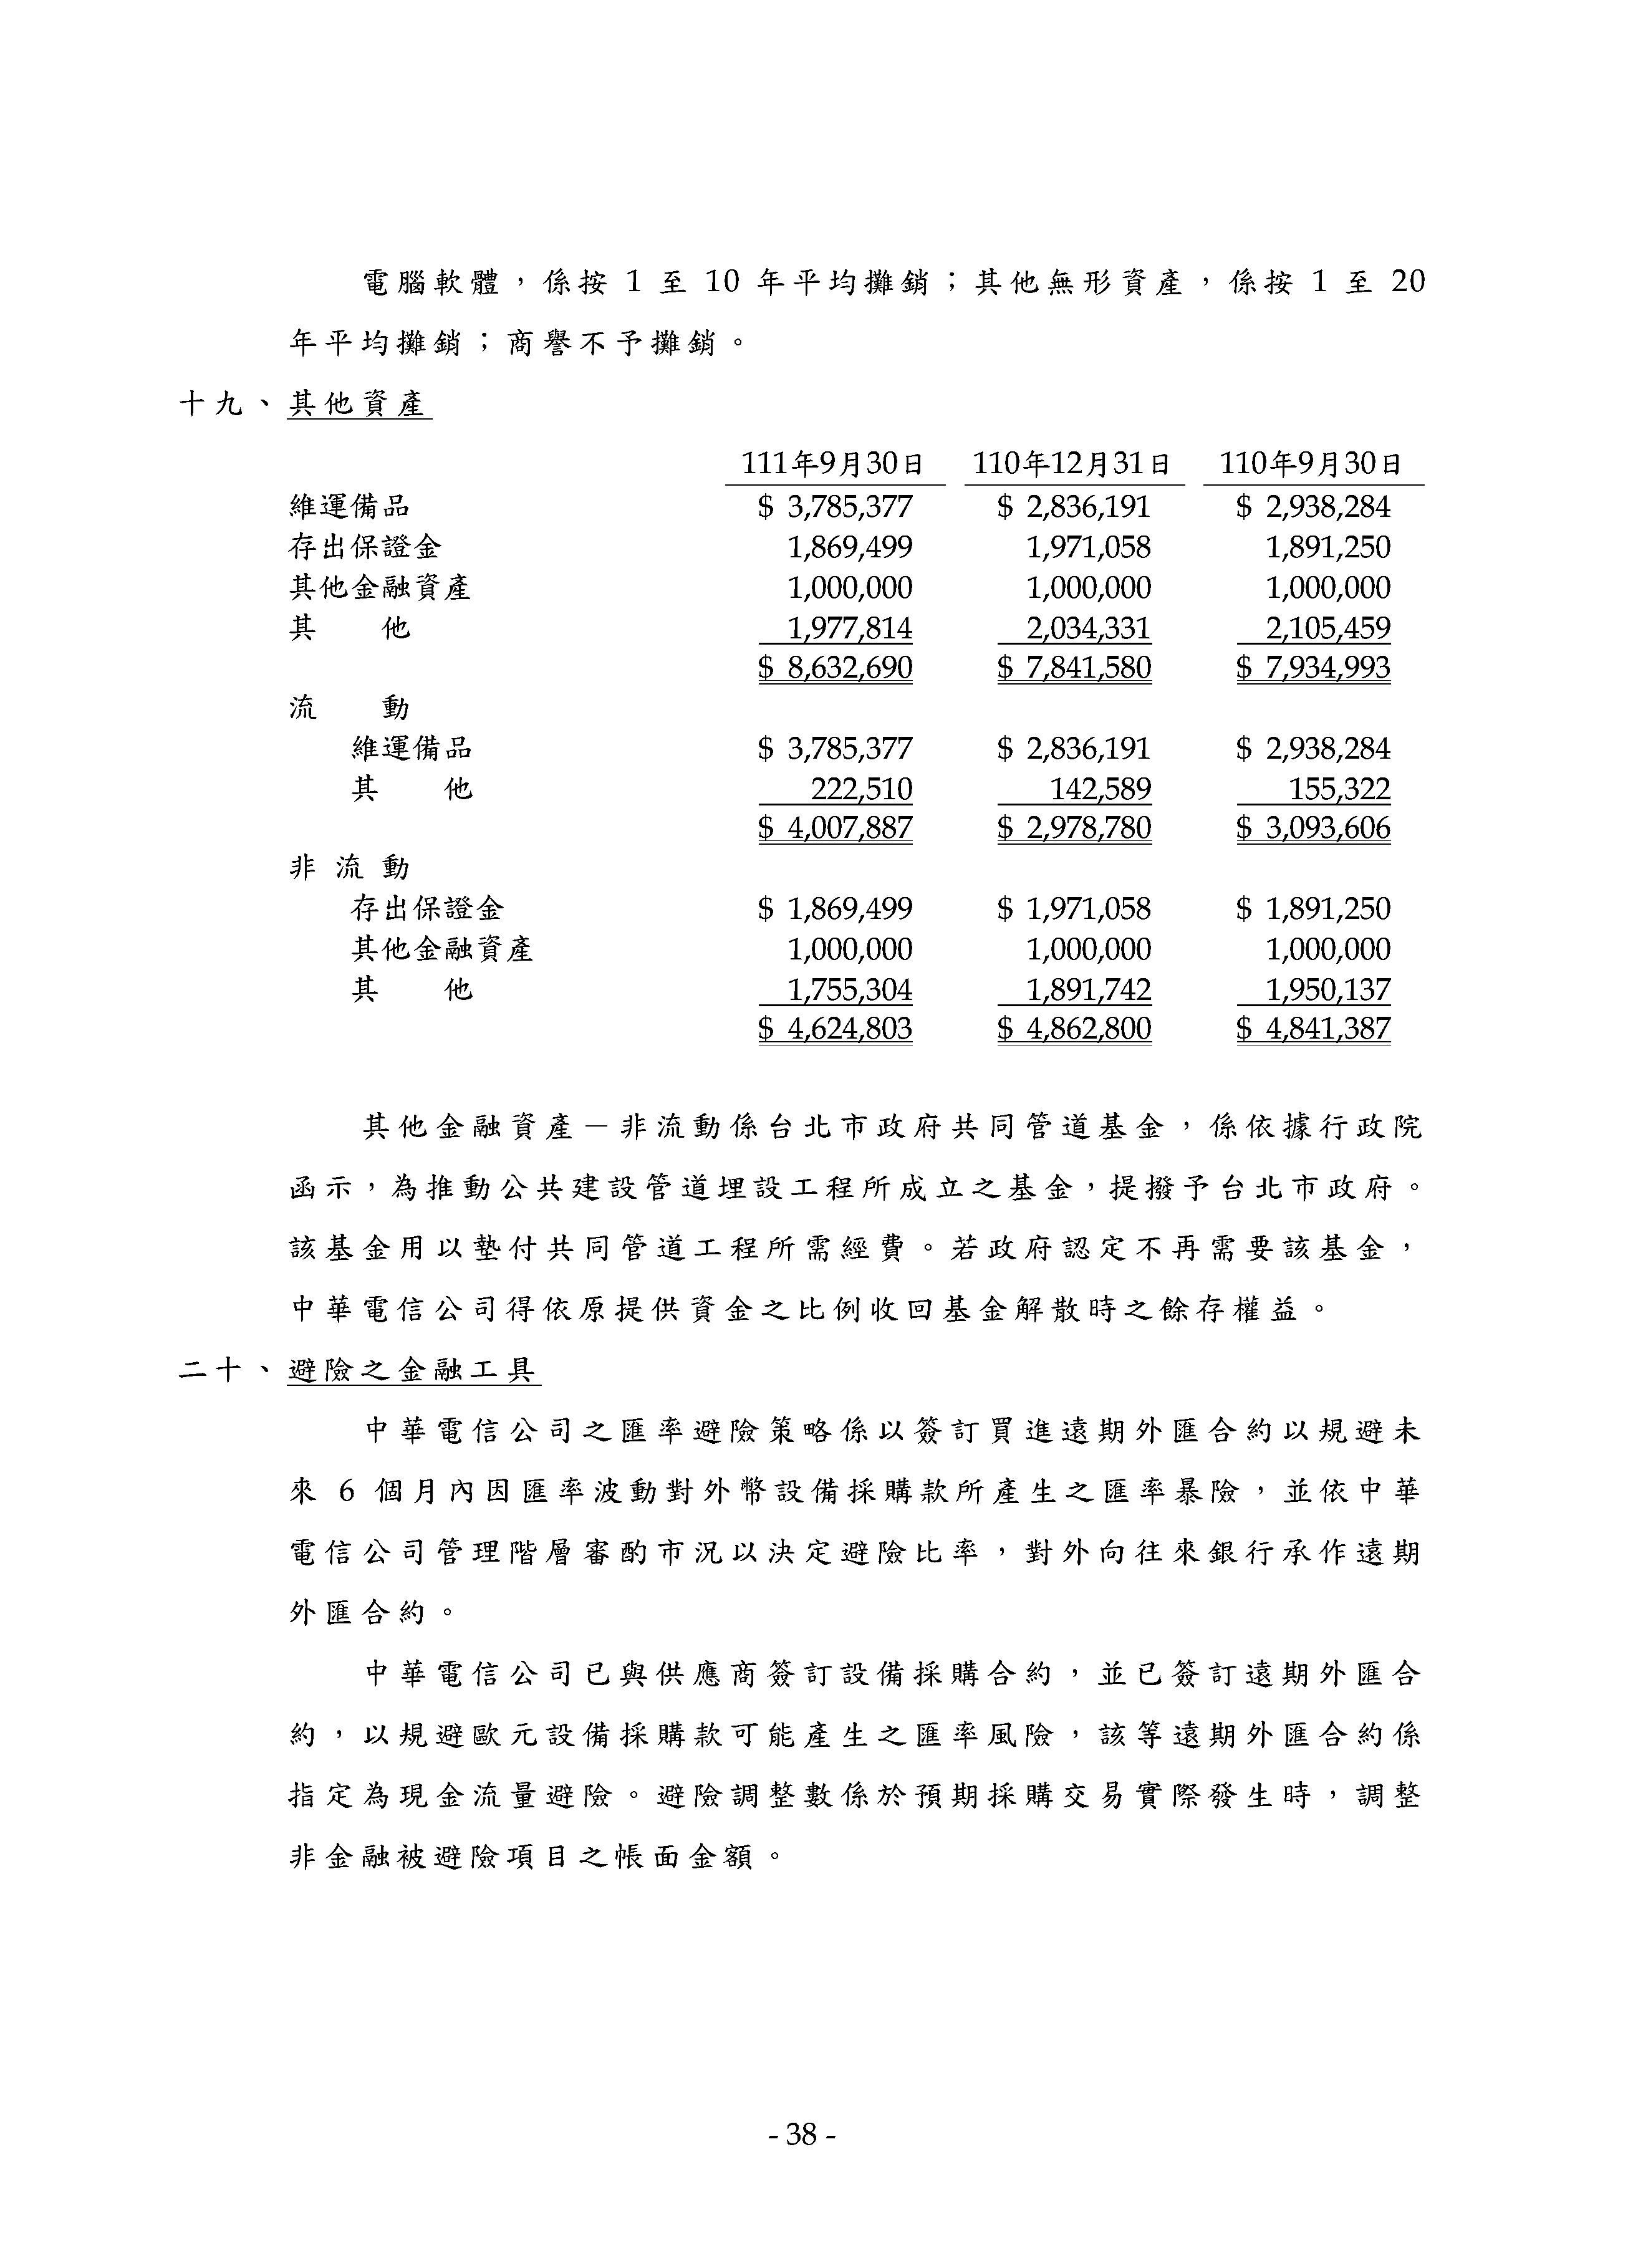 電腦軟體，係按 1 至 10 年平均攤銷；其他無形資產，係按 1 至 20
年平均攤銷；商譽不予攤銷。
十九、其他資產
111年9月30日 110年12月31日 110年9月30日
維運備品 $ 3,785,377 $ 2,836,191 $ 2,938,284
存出保證金 1,869,499 1,971,058 1,891,250
其他金融資產 1,000,000 1,000,000 1,000,000
其　　他 1,977,814 2,034,331 2,105,459
$ 8,632,690 $ 7,841,580 $ 7,934,993
流　　動
維運備品 $ 3,785,377 $ 2,836,191 $ 2,938,284
其　　他 222,510 142,589 155,322
$ 4,007,887 $ 2,978,780 $ 3,093,606
非 流 動
存出保證金 $ 1,869,499 $ 1,971,058 $ 1,891,250
其他金融資產 1,000,000 1,000,000 1,000,000
其　　他 1,755,304 1,891,742 1,950,137
$ 4,624,803 $ 4,862,800 $ 4,841,387
其他金融資產－非流動係台北市政府共同管道基金，係依據行政院
函示，為推動公共建設管道埋設工程所成立之基金，提撥予台北市政府。
該基金用以墊付共同管道工程所需經費。若政府認定不再需要該基金，
中華電信公司得依原提供資金之比例收回基金解散時之餘存權益。
二十、避險之金融工具
中華電信公司之匯率避險策略係以簽訂買進遠期外匯合約以規避未
來 6 個月內因匯率波動對外幣設備採購款所產生之匯率暴險，並依中華
電信公司管理階層審酌市況以決定避險比率，對外向往來銀行承作遠期
外匯合約。
中華電信公司已與供應商簽訂設備採購合約，並已簽訂遠期外匯合
約，以規避歐元設備採購款可能產生之匯率風險，該等遠期外匯合約係
指定為現金流量避險。避險調整數係於預期採購交易實際發生時，調整
非金融被避險項目之帳面金額。
- 38 -